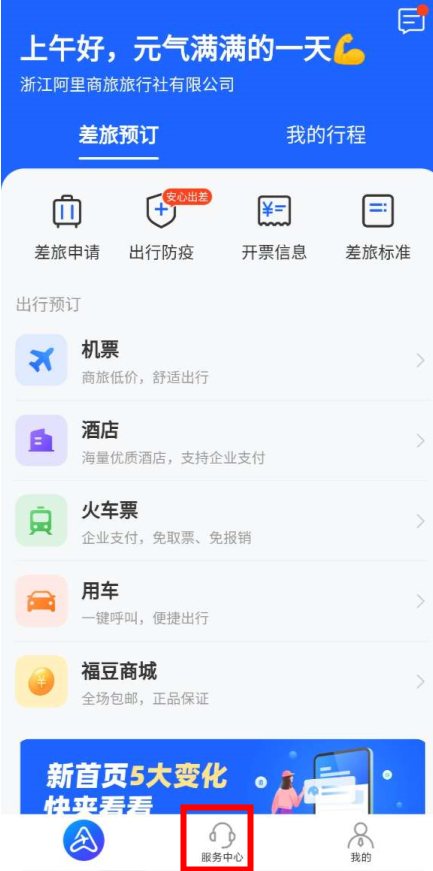 上午好，元气满满的一天
浙江阿里商旅旅行社有限公司
差旅预订 我的行程
安心出差
差旅申请 出行防疫 开票信息 差旅标准
出行预订
机票
商旅低价，舒适出行
酒店
海量优质酒店，支持企业支付
火车票
企业支付，免取票、免报销
用车
一键呼叫，便捷出行
福豆商城
全场包邮，正品保证
新首页5大变化
快来看看
服务中心 我的